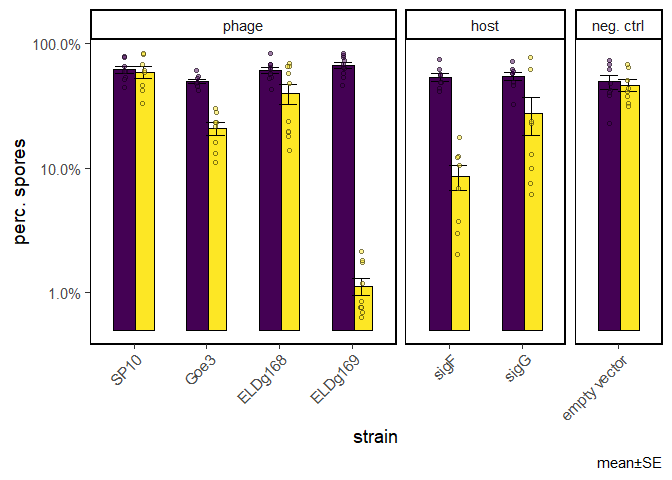 phage
host
neg. ctrl
100.0%
10.0%
1.0%
perc. spores
SP10
Goe3
ELDg168
ELDg169
sigF
sigG
empty vector
strain
mean±SE